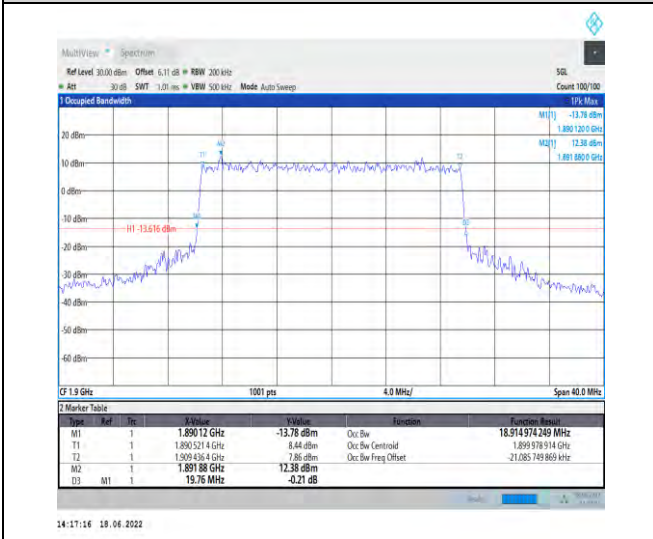 MultiView Spectrum
Ref Level 30.00 dBm Offset 6.11 dB RBW 200 kHz SGL
Att 30 dB SWT 1.01 ms VBW 500 kHz Mode Auto Sweep Count 100/100
1 Occupied Bandwidth 1Pk Max
M1[1] -13.78 dBm
1.890 120 0 GHz
M2[1] 12.38 dBm
1.891 880 0 GHz
20 dBm
M2
T1 T2
10 dBm
0 dBm
-10 dBm
M1 D3
H1 -13.616 dBm
-30 dBm
-40 dBm
-50 dBm
-60 dBm
CF 1.9 GHz 1001 pts 4.0 MHz/ Span 40.0 MHz
2 Marker Table
Type Ref Trc X-Value Y-Value Function Function Result
M1 1 1.890 12 GHz -13.78 dBm Occ Bw 18.914 974 249 MHz
T1 1 1.890 521 4 GHz 8.44 dBm Occ Bw Centroid 1.899 978 914 GHz
T2 1 1.909 436 4 GHz 7.86 dBm Occ Bw Freq Offset -21.085 749 869 kHz
M2 1 1.891 88 GHz 12.38 dBm
D3 M1 1 19.76 MHz -0.21 dB
14:17:16 18.06.2022